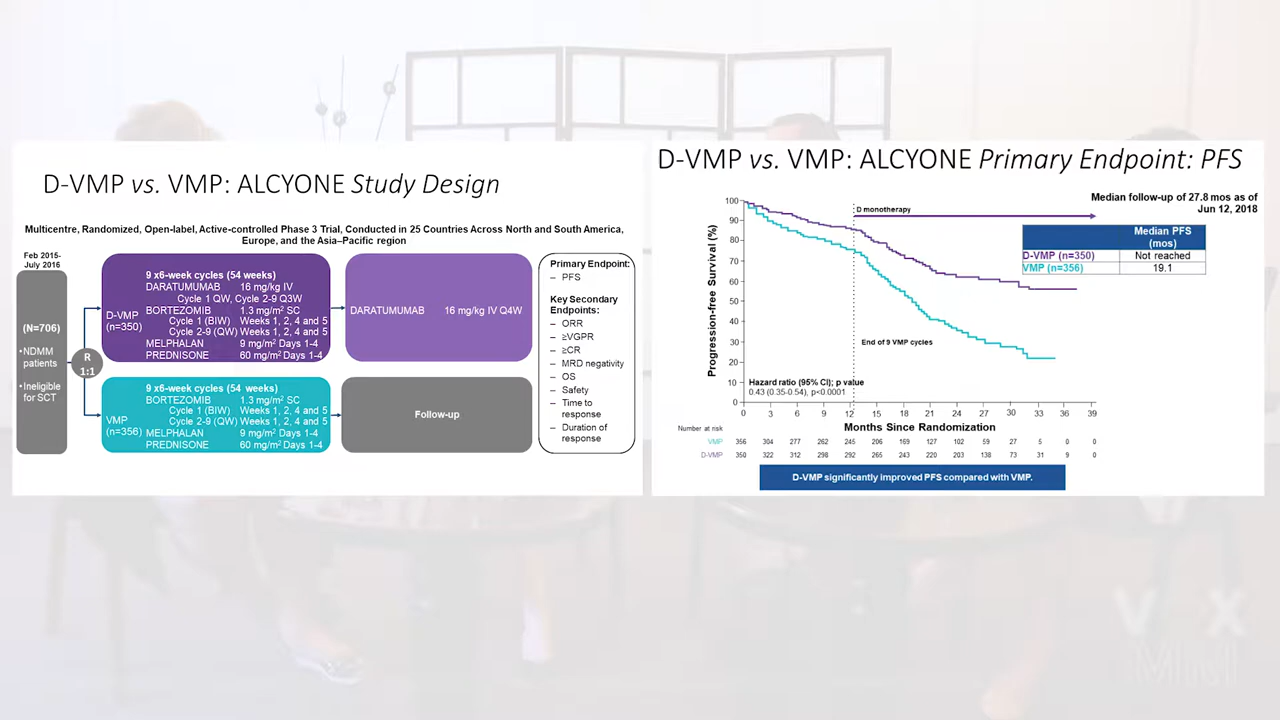 D-VMP vs. VMP: ALCYONE Study Design
Multicentre, Randomized, Open-label, Active-controlled Phase 3 Trial, Conducted in 25 Countries Across North and South America,
Europe, and the Asia–Pacific region
Feb 2015-
July 2016
(N=706)
•NDMM
patients
•Ineligible
for SCT
R
1:1
D-VMP
(n=350)
9 x6-week cycles (54 weeks)
DARATUMUMAB 16 mg/kg IV
Cycle 1 QW, Cycle 2-9 Q3W
BORTEZOMIB 1.3 mg/m² SC
Cycle 1 (BIW) Weeks 1, 2, 4 and 5
Cycle 2-9 (QW) Weeks 1, 2, 4 and 5
MELPHALAN 9 mg/m² Days 1-4
PREDNISONE 60 mg/m² Days 1-4
DARATUMUMAB 16 mg/kg IV Q4W
VMP
(n=356)
9 x6-week cycles (54 weeks)
BORTEZOMIB 1.3 mg/m² SC
Cycle 1 (BIW) Weeks 1, 2, 4 and 5
Cycle 2-9 (QW) Weeks 1, 2, 4 and 5
MELPHALAN 9 mg/m² Days 1-4
PREDNISONE 60 mg/m² Days 1-4
Follow-up
Primary Endpoint:
– PFS
Key Secondary
Endpoints:
– ORR
– ≥VGPR
– ≥CR
– MRD negativity
– OS
– Safety
– Time to
response
– Duration of
response
D-VMP vs. VMP: ALCYONE Primary Endpoint: PFS
Median follow-up of 27.8 mos as of
Jun 12, 2018
Median PFS
(mos)
D-VMP (n=350) Not reached
VMP (n=356) 19.1
D monotherapy
End of 9 VMP cycles
Progression-free Survival (%)
100
90
80
70
60
50
40
30
20
10
0
Hazard ratio (95% CI); p value
0.43 (0.35-0.54), p<0.0001
0 3 6 9 12 15 18 21 24 27 30 33 36 39
Months Since Randomization
Number at risk
VMP 356 304 277 262 245 206 169 127 102 59 27 5 0 0
D-VMP 350 322 312 298 292 265 243 220 203 138 73 31 9 0
D-VMP significantly improved PFS compared with VMP.